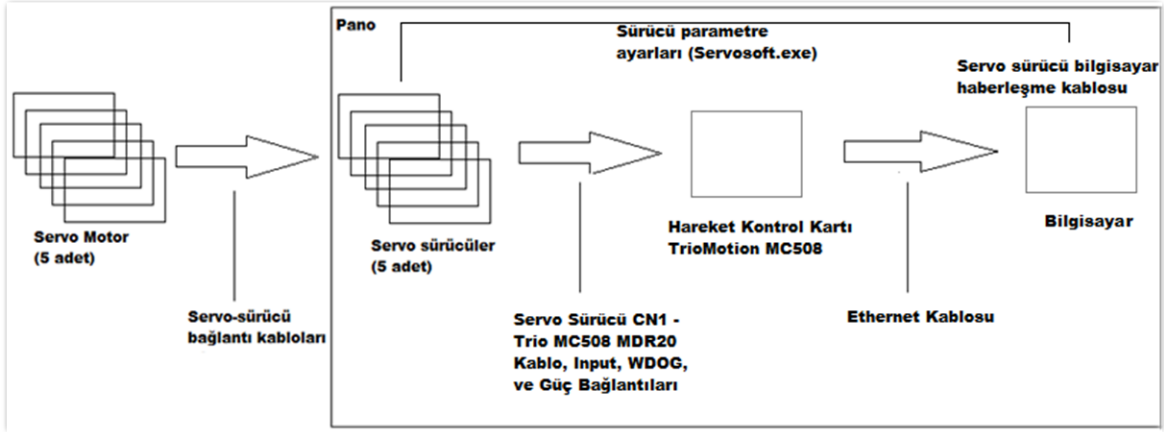 Pano
Sürücü parametre
ayarları (Servosoft.exe)
Servo sürücü bilgisayar
haberleşme kablosu
Servo Motor
(5 adet)
Servo sürücüler
(5 adet)
Hareket Kontrol Kartı
TrioMotion MC508
Bilgisayar
Servo-sürücü
bağlantı kabloları
Servo Sürücü CN1 -
Trio MC508 MDR20
Kablo, Input, WDOG,
ve Güç Bağlantıları
Ethernet Kablosu